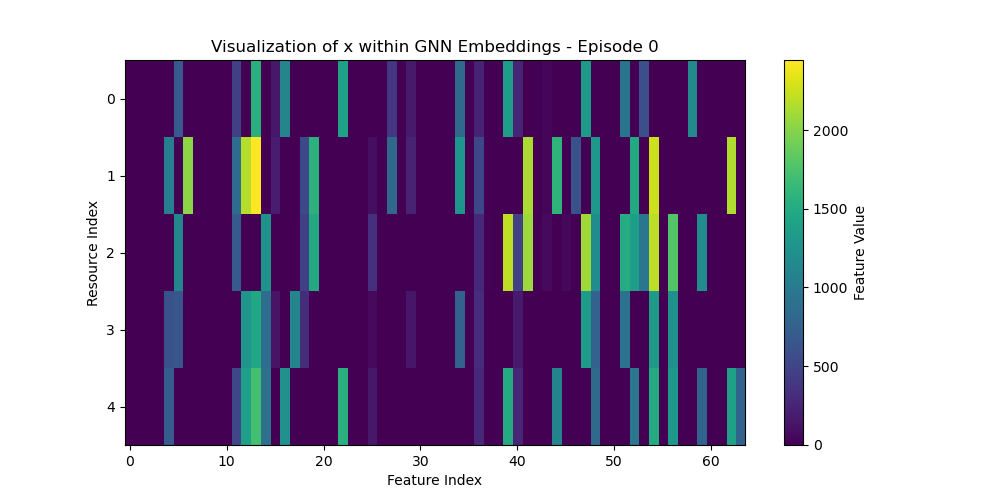 Visualization of x within GNN Embeddings - Episode 0
Resource Index
0
1
2
3
4
0 10 20 30 40 50 60
Feature Index
2000
1500
1000
500
0
Feature Value